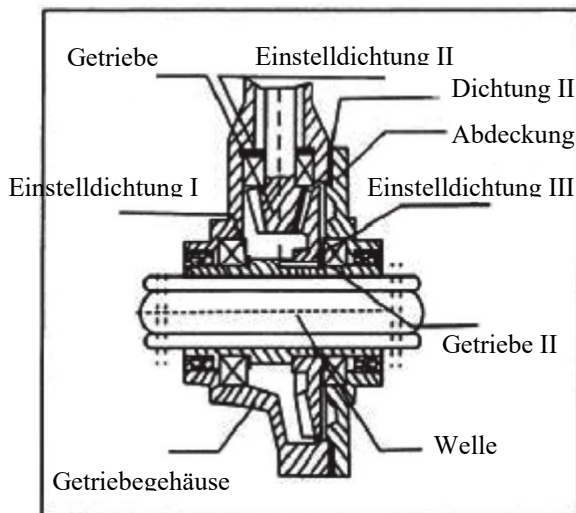 Getriebe
Einstelldichtung II
Dichtung II
Abdeckung
Einstelldichtung I
Einstelldichtung III
Getriebe II
Welle
Getriebegehäuse